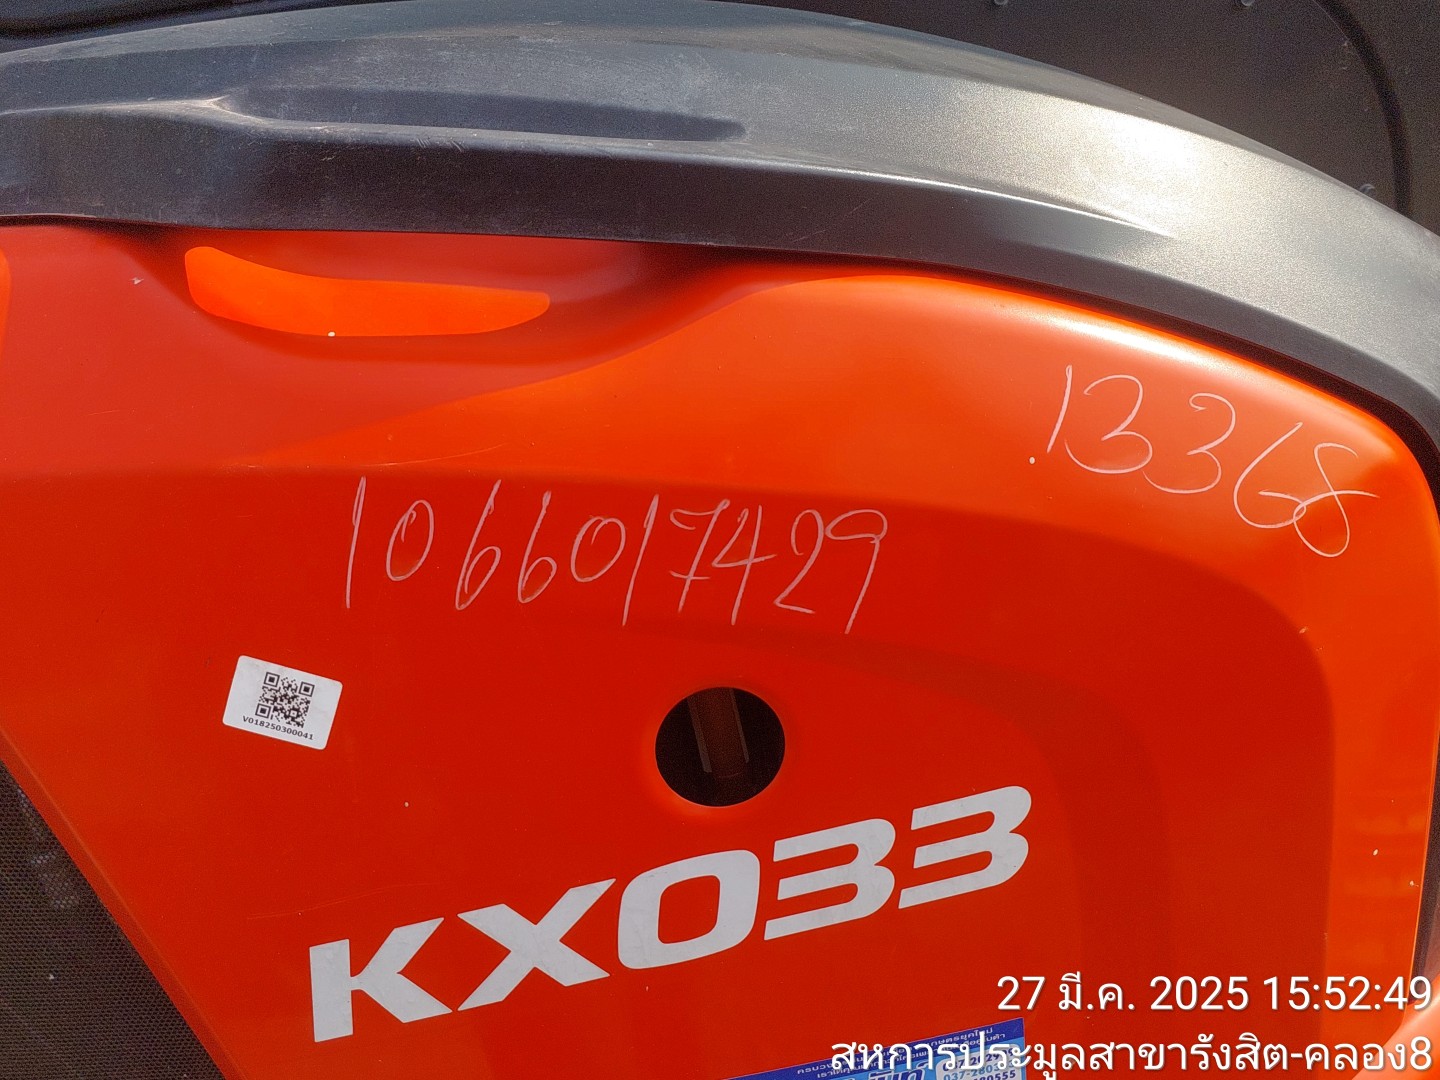 13368
1066017429
V018250300041
KX033
27 มี.ค. 2025 15:52:49
สหการประมูลสาขารังสิต-คลอง8